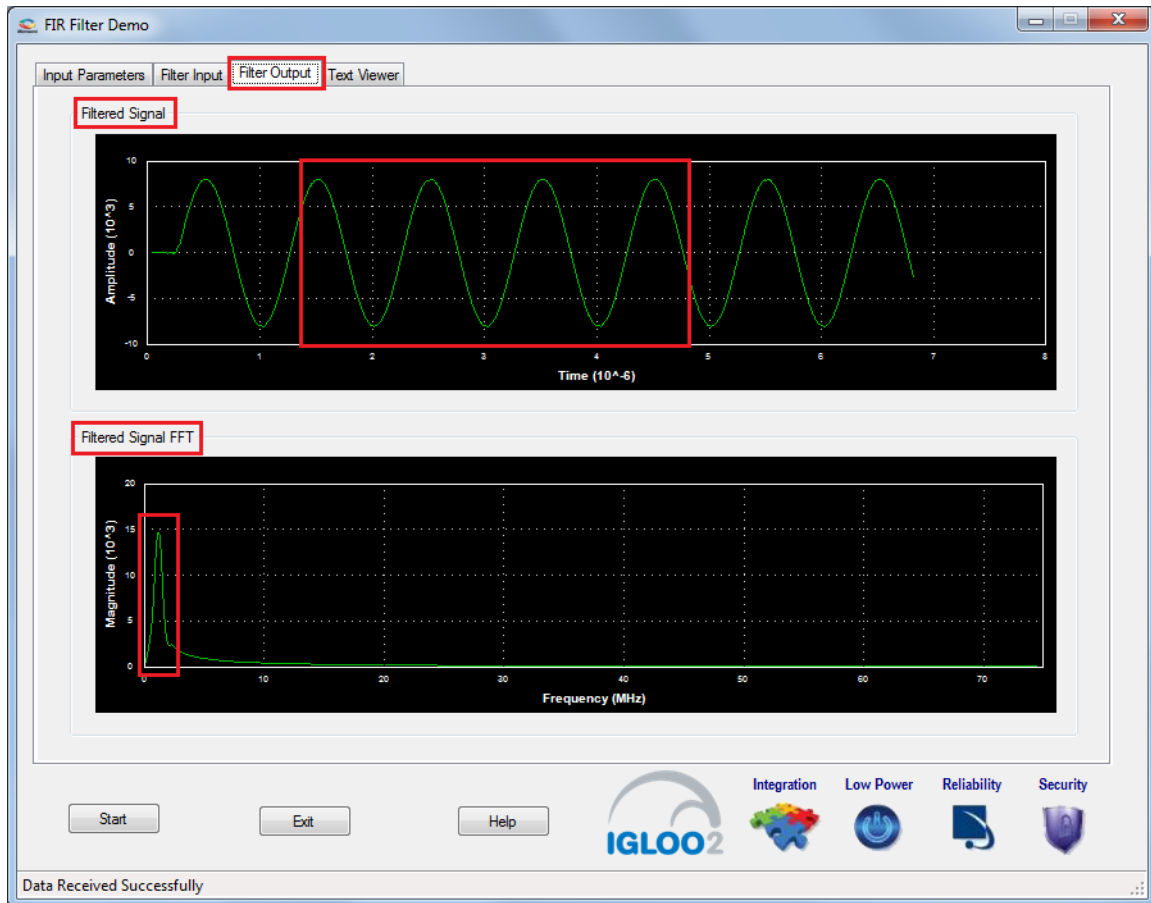 FIR Filter Demo
Input Parameters Filter Input Filter Output Text Viewer
Filtered Signal
10
5
0
-5
-10
Amplitude (10^3)
0 1 2 3 4 5 6 7 8
Time (10^-6)
Filtered Signal FFT
20
15
10
5
0
Magnitude (10^3)
0 10 20 30 40 50 60 70
Frequency (MHz)
Start Exit Help
IGLOO2
Integration Low Power Reliability Security
Data Received Successfully